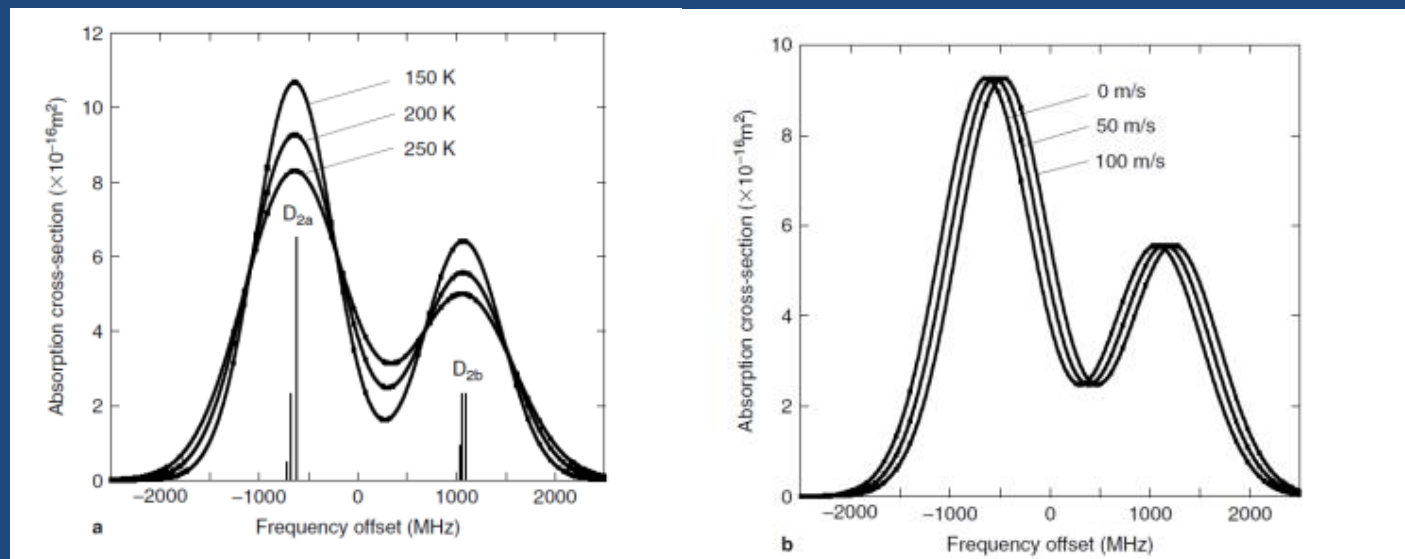 Absorption cross-section (×10⁻¹⁶m²)
12
10
8
6
4
2
0
150 K
200 K
250 K
D₂ₐ
D₂b
−2000
−1000
0
1000
2000
a
Frequency offset (MHz)
Absorption cross-section (×10⁻¹⁶m²)
10
8
6
4
2
0
0 m/s
50 m/s
100 m/s
−2000
−1000
0
1000
2000
b
Frequency offset (MHz)